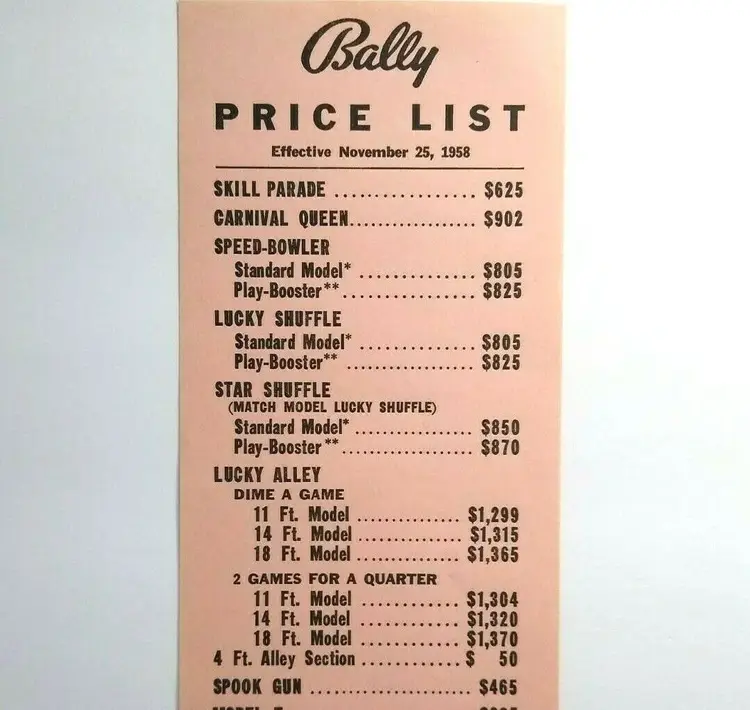 Bally
PRICE LIST
Effective November 25, 1958
SKILL PARADE ................. $625
CARNIVAL QUEEN................. $902
SPEED-BOWLER
Standard Model* .............. $805
Play-Booster**................ $825
LUCKY SHUFFLE
Standard Model* .............. $805
Play-Booster** ............... $825
STAR SHUFFLE
(MATCH MODEL LUCKY SHUFFLE)
Standard Model* .............. $850
Play-Booster**................ $870
LUCKY ALLEY
DIME A GAME
11 Ft. Model ............. $1,299
14 Ft. Model ............. $1,315
18 Ft. Model ............. $1,365
2 GAMES FOR A QUARTER
11 Ft. Model ............ $1,304
14 Ft. Model ............ $1,320
18 Ft. Model ............ $1,370
4 Ft. Alley Section ............ $ 50
SPOOK GUN ................... $465